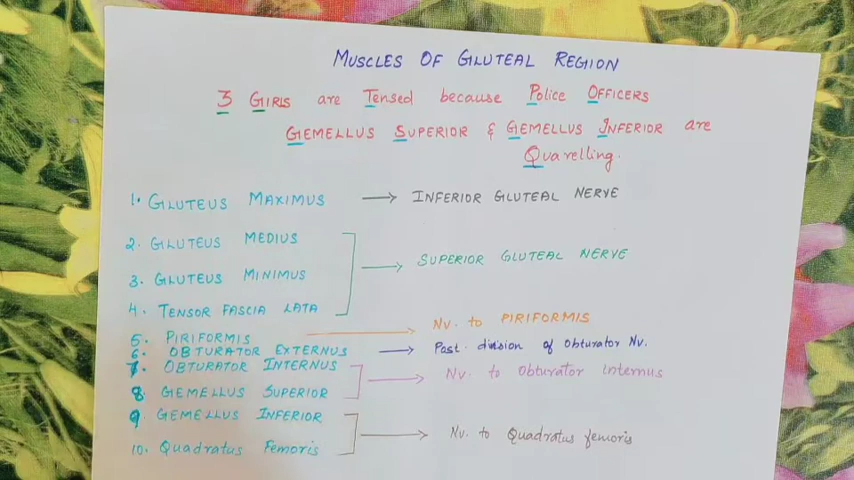 MUSCLES OF GLUTEAL REGION
3 GIRLS are Tensed because Police OFFICERS
GEMELLUS SUPERIOR & GEMELLUS INFERIOR are
Quarelling.
1. GLUTEUS MAXIMUS → INFERIOR GLUTEAL NERVE
2. GLUTEUS MEDIUS
SUPERIOR GLUTEAL NERVE
3. GLUTEUS MINIMUS
4. TENSOR FASCIA LATA
5. PIRIFORMIS → Nv. to PIRIFORMIS
6. OBTURATOR EXTERNUS → Post. division of Obturator Nv.
7. OBTURATOR INTERNUS
Nv. to Obturator internus
8. GEMELLUS SUPERIOR
9. GEMELLUS INFERIOR
Nv. to Quadratus femoris
10. Quadratus Femoris